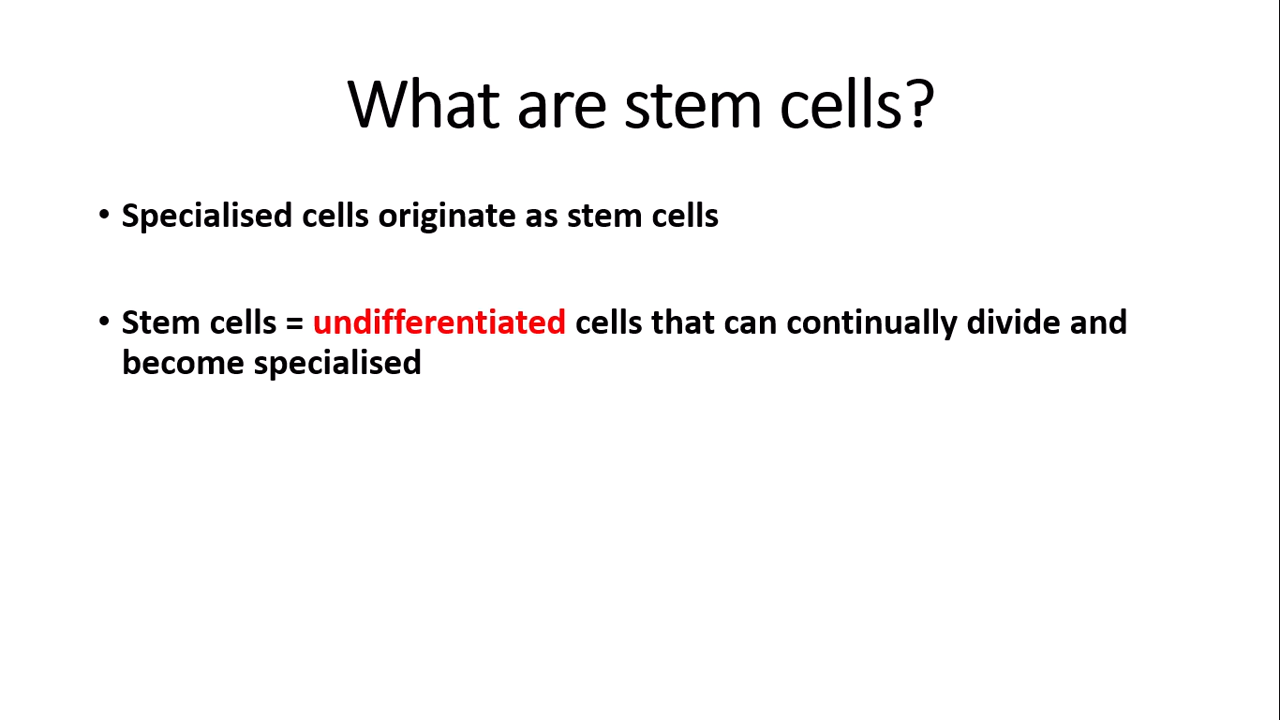 What are stem cells?
• Specialised cells originate as stem cells
• Stem cells = undifferentiated cells that can continually divide and
become specialised